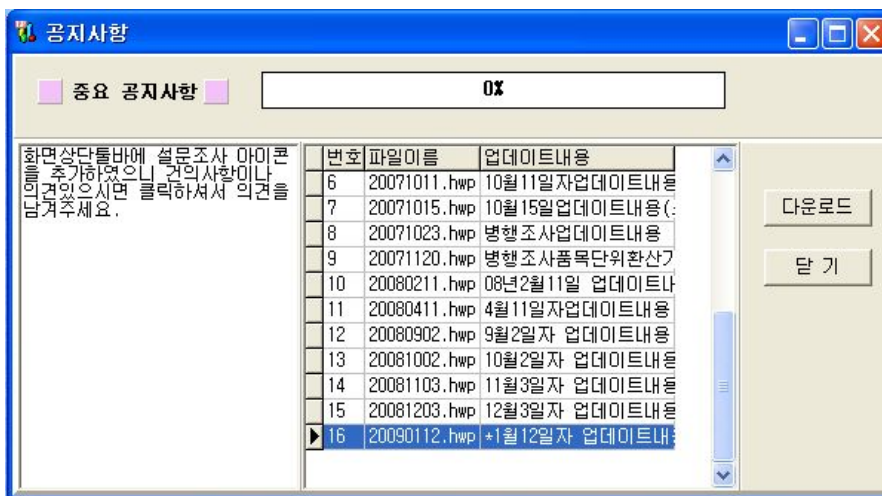 공지사항
중요 공지사항
0%
화면상단툴바에 설문조사 아이콘
을 추가하였으니 건의사항이나
의견있으시면 클릭하셔서 의견을
남겨주세요.
번호 파일이름 업데이트내용
6 20071011.hwp 10월11일자업데이트내용
7 20071015.hwp 10월15일업데이트내용(
8 20071023.hwp 병행조사업데이트내용
9 20071120.hwp 병행조사품목단위환산
10 20080211.hwp 08년2월11일 업데이트
11 20080411.hwp 4월11일자업데이트내용
12 20080902.hwp 9월2일자 업데이트내용
13 20081002.hwp 10월2일자 업데이트내용
14 20081103.hwp 11월3일자 업데이트내용
15 20081203.hwp 12월3일자 업데이트내용
16 20090112.hwp *1월12일자 업데이트내
다운로드
닫 기